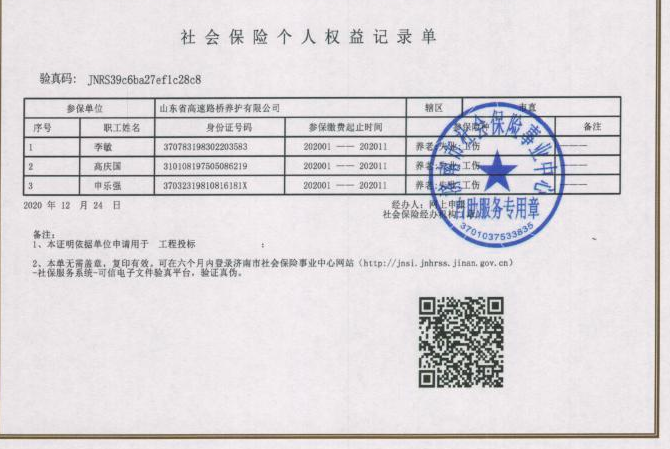 社会保险个人权益记录单
验真码： JNRS39c6ba27ef1c28c8
参保单位 山东省高速路桥养护有限公司 辖区 市直
序号 职工姓名 身份证号码 参保缴费起止时间 参保险种 备注
1 李敏 370783198302203583 202001 —— 202011 养老,失业,工伤 ————
2 高庆国 310108197505086219 202001 —— 202011 养老,失业,工伤 ————
3 申乐强 37032319810816181X 202001 —— 202011 养老,失业,工伤 ————
2020 年 12 月 24 日 经办人：网上申请
社会保险经办机构
济南市社会保险事业中心
自助服务专用章
3701037533835
备注：
1、本证明依据单位申请用于 工程投标 ；
2、本单无需盖章，复印有效，可在六个月内登录济南市社会保险事业中心网站（http://jnsi.jnhrss.jinan.gov.cn）
-社保服务系统-可信电子文件验真平台，验证真伪。